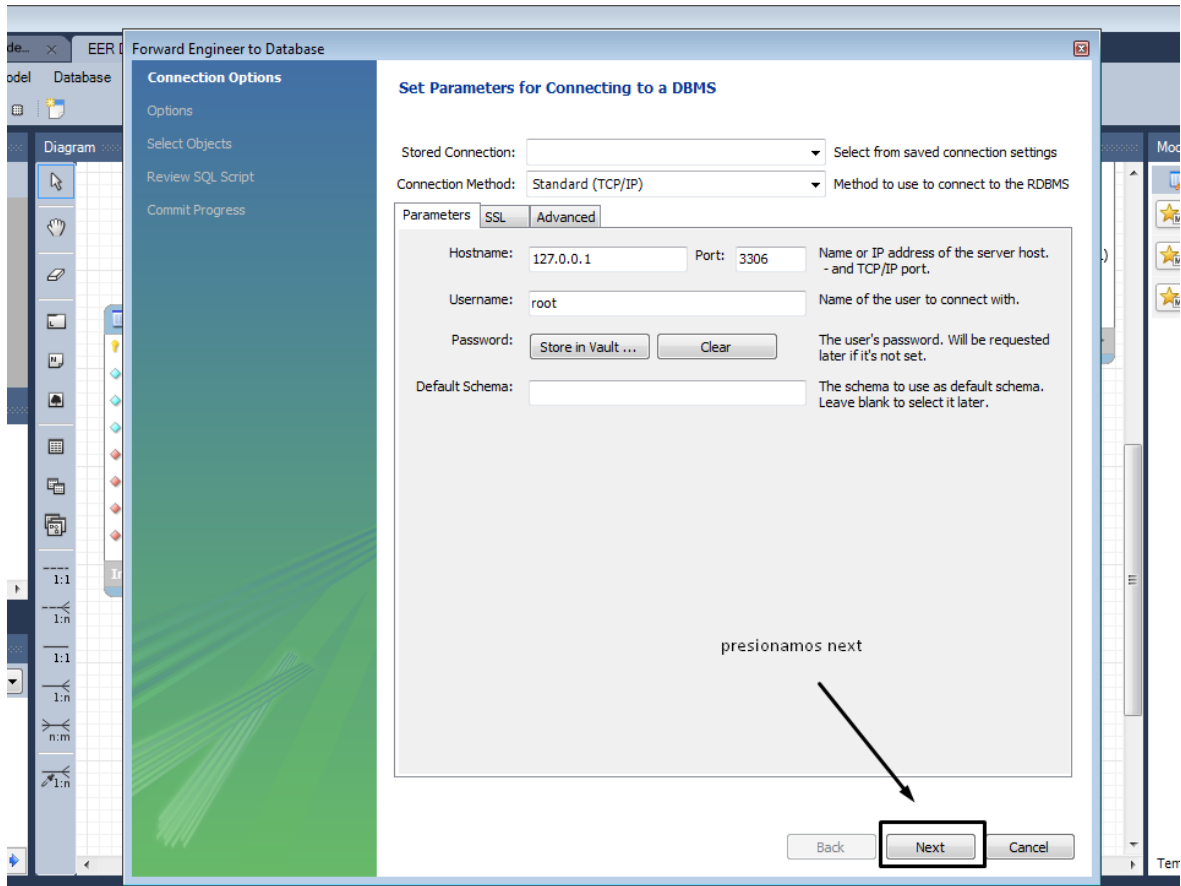 de...
EER D
Forward Engineer to Database
odel
Database
Connection Options
Set Parameters for Connecting to a DBMS
Options
Diagram
Select Objects
Stored Connection:
Select from saved connection settings
Review SQL Script
Connection Method:
Standard (TCP/IP)
Method to use to connect to the RDBMS
Commit Progress
Parameters
SSL
Advanced
Hostname:
127.0.0.1
Port:
3306
Name or IP address of the server host.
- and TCP/IP port.
Username:
root
Name of the user to connect with.
Password:
Store in Vault ...
Clear
The user's password. Will be requested
later if it's not set.
Default Schema:
The schema to use as default schema.
Leave blank to select it later.
1:1
1:n
1:1
1:n
n:m
1:n
presionamos next
Back
Next
Cancel
Mod
Tem